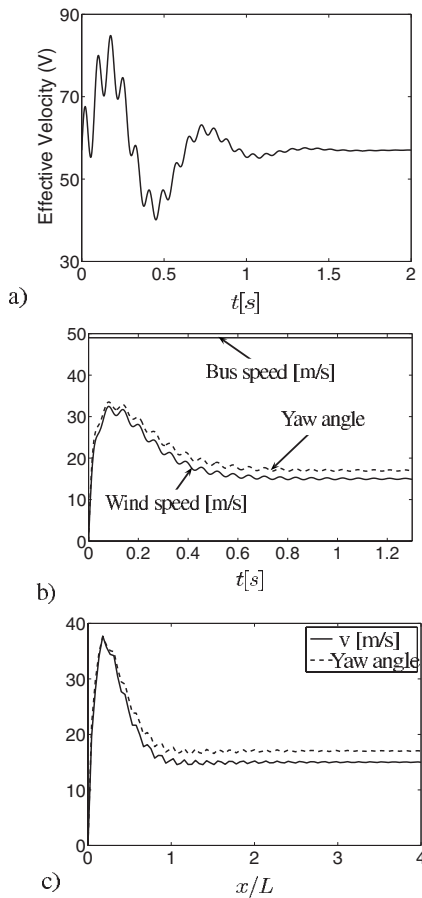 90
70
50
30
Effective Velocity (V)
0 0.5 1 1.5 2
t[s]
a)
50
40
30
20
10
0
Bus speed [m/s]
Yaw angle
Wind speed [m/s]
0 0.2 0.4 0.6 0.8 1 1.2
t[s]
b)
40
30
20
10
0
v [m/s]
Yaw angle
0 1 2 3 4
x/L
c)